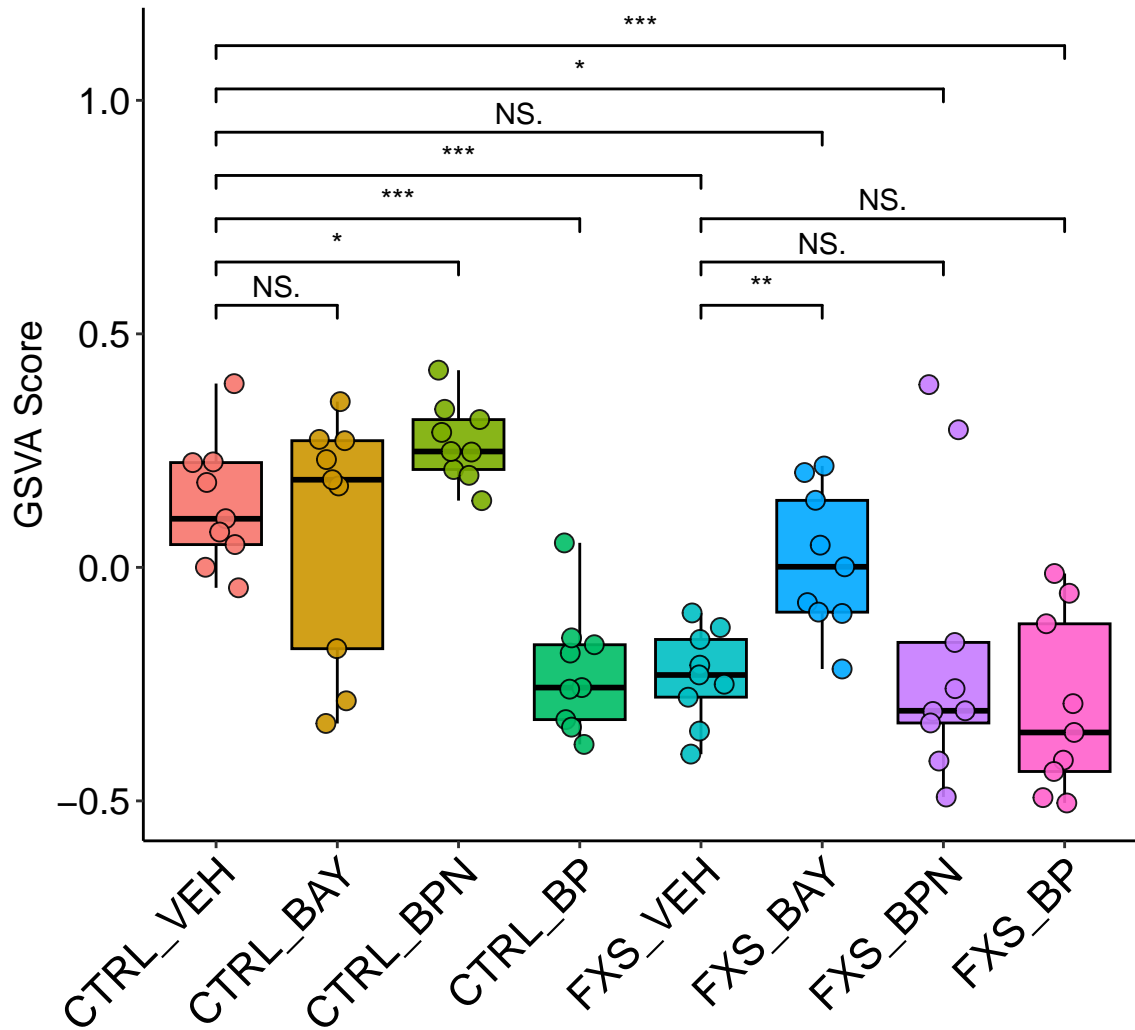 ***
*
NS.
***
***
NS.
*
NS.
NS.
**
GSVA Score
1.0
0.5
0.0
−0.5
CTRL_VEH
CTRL_BAY
CTRL_BPN
CTRL_BP
FXS_VEH
FXS_BAY
FXS_BPN
FXS_BP